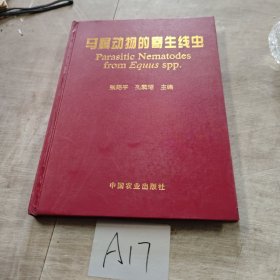 马属动物的寄生线虫
Parasitic Nematodes
from Equus spp.
张路平 孔繁瑶 主编
中国农业出版社
A17